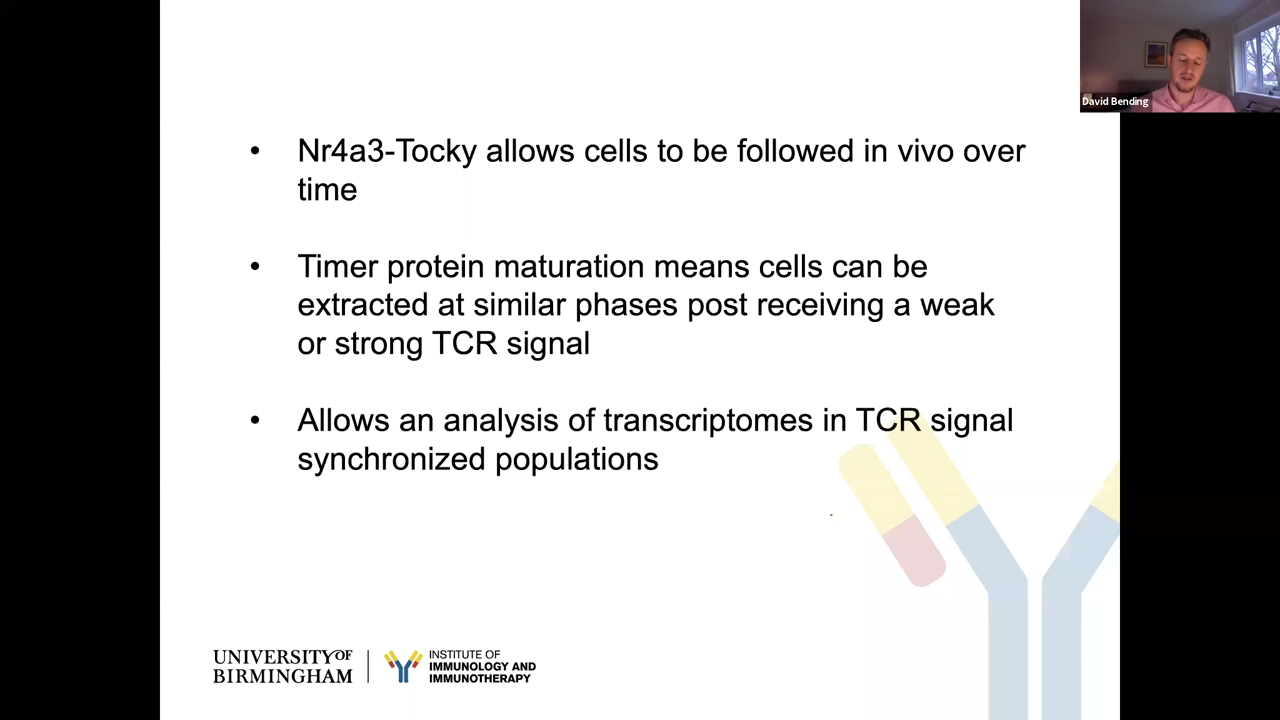 David Bending
• Nr4a3-Tocky allows cells to be followed in vivo over
time
• Timer protein maturation means cells can be
extracted at similar phases post receiving a weak
or strong TCR signal
• Allows an analysis of transcriptomes in TCR signal
synchronized populations
UNIVERSITY OF
BIRMINGHAM
INSTITUTE OF
IMMUNOLOGY AND
IMMUNOTHERAPY